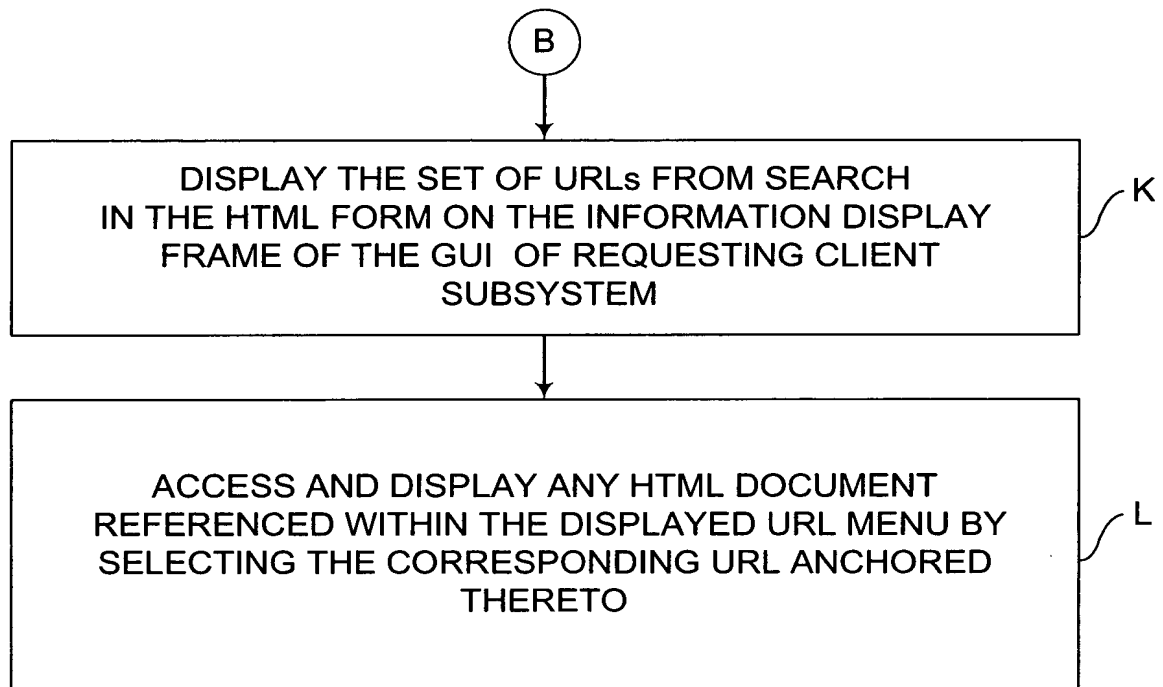 B
DISPLAY THE SET OF URLs FROM SEARCH
IN THE HTML FORM ON THE INFORMATION DISPLAY
FRAME OF THE GUI OF REQUESTING CLIENT
SUBSYSTEM
K
ACCESS AND DISPLAY ANY HTML DOCUMENT
REFERENCED WITHIN THE DISPLAYED URL MENU BY
SELECTING THE CORRESPONDING URL ANCHORED
THERETO
L